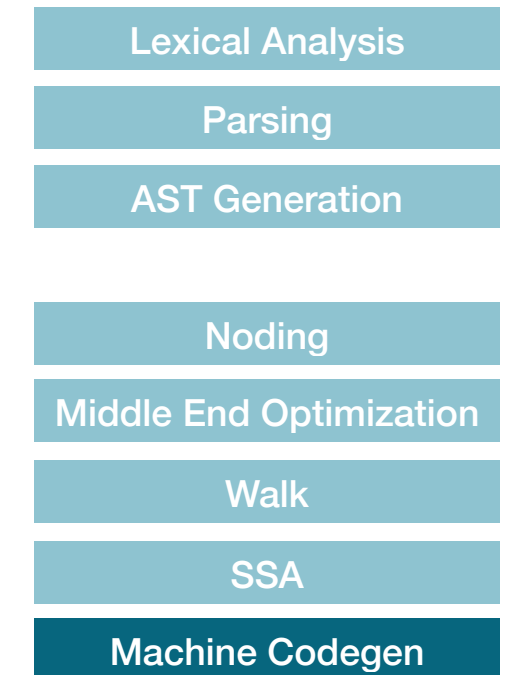 Lexical Analysis
Parsing
AST Generation
Noding
Middle End Optimization
Walk
SSA
Machine Codegen